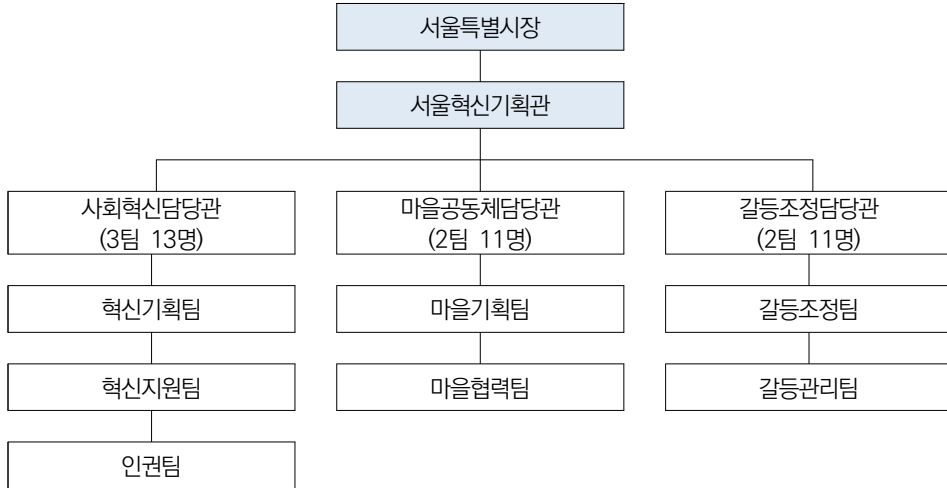 서울특별시장
서울혁신기획관
사회혁신담당관
(3팀 13명)
마을공동체담당관
(2팀 11명)
갈등조정담당관
(2팀 11명)
혁신기획팀
마을기획팀
갈등조정팀
혁신지원팀
마을협력팀
갈등관리팀
인권팀